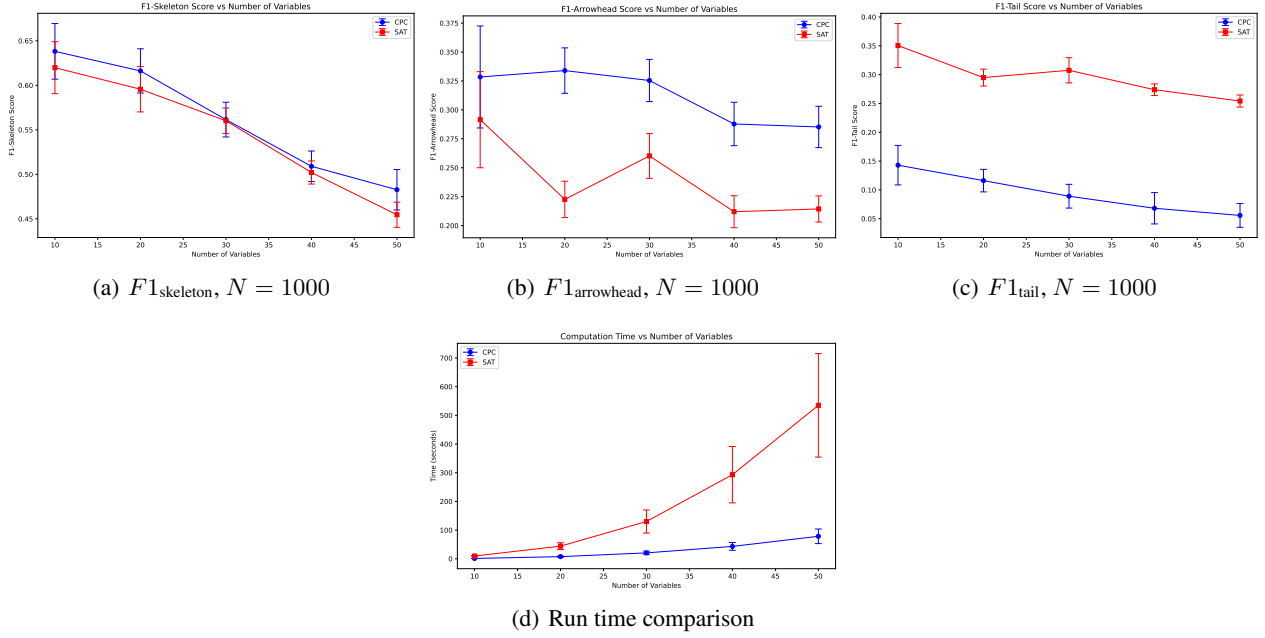 F1-Skeleton Score vs Number of Variables
CPC
SAT
0.65
0.60
0.55
0.50
0.45
F1-Skeleton Score
10 15 20 25 30 35 40 45 50
Number of Variables
(a) F1skeleton, N = 1000
F1-Arrowhead Score vs Number of Variables
CPC
SAT
0.375
0.350
0.325
0.300
0.275
0.250
0.225
0.200
F1-Arrowhead Score
10 15 20 25 30 35 40 45 50
Number of Variables
(b) F1arrowhead, N = 1000
F1-Tail Score vs Number of Variables
CPC
SAT
0.40
0.35
0.30
0.25
0.20
0.15
0.10
0.05
F1-Tail Score
10 15 20 25 30 35 40 45 50
Number of Variables
(c) F1tail, N = 1000
Computation Time vs Number of Variables
CPC
SAT
700
600
500
400
300
200
100
0
Time (seconds)
10 15 20 25 30 35 40 45 50
Number of Variables
(d) Run time comparison